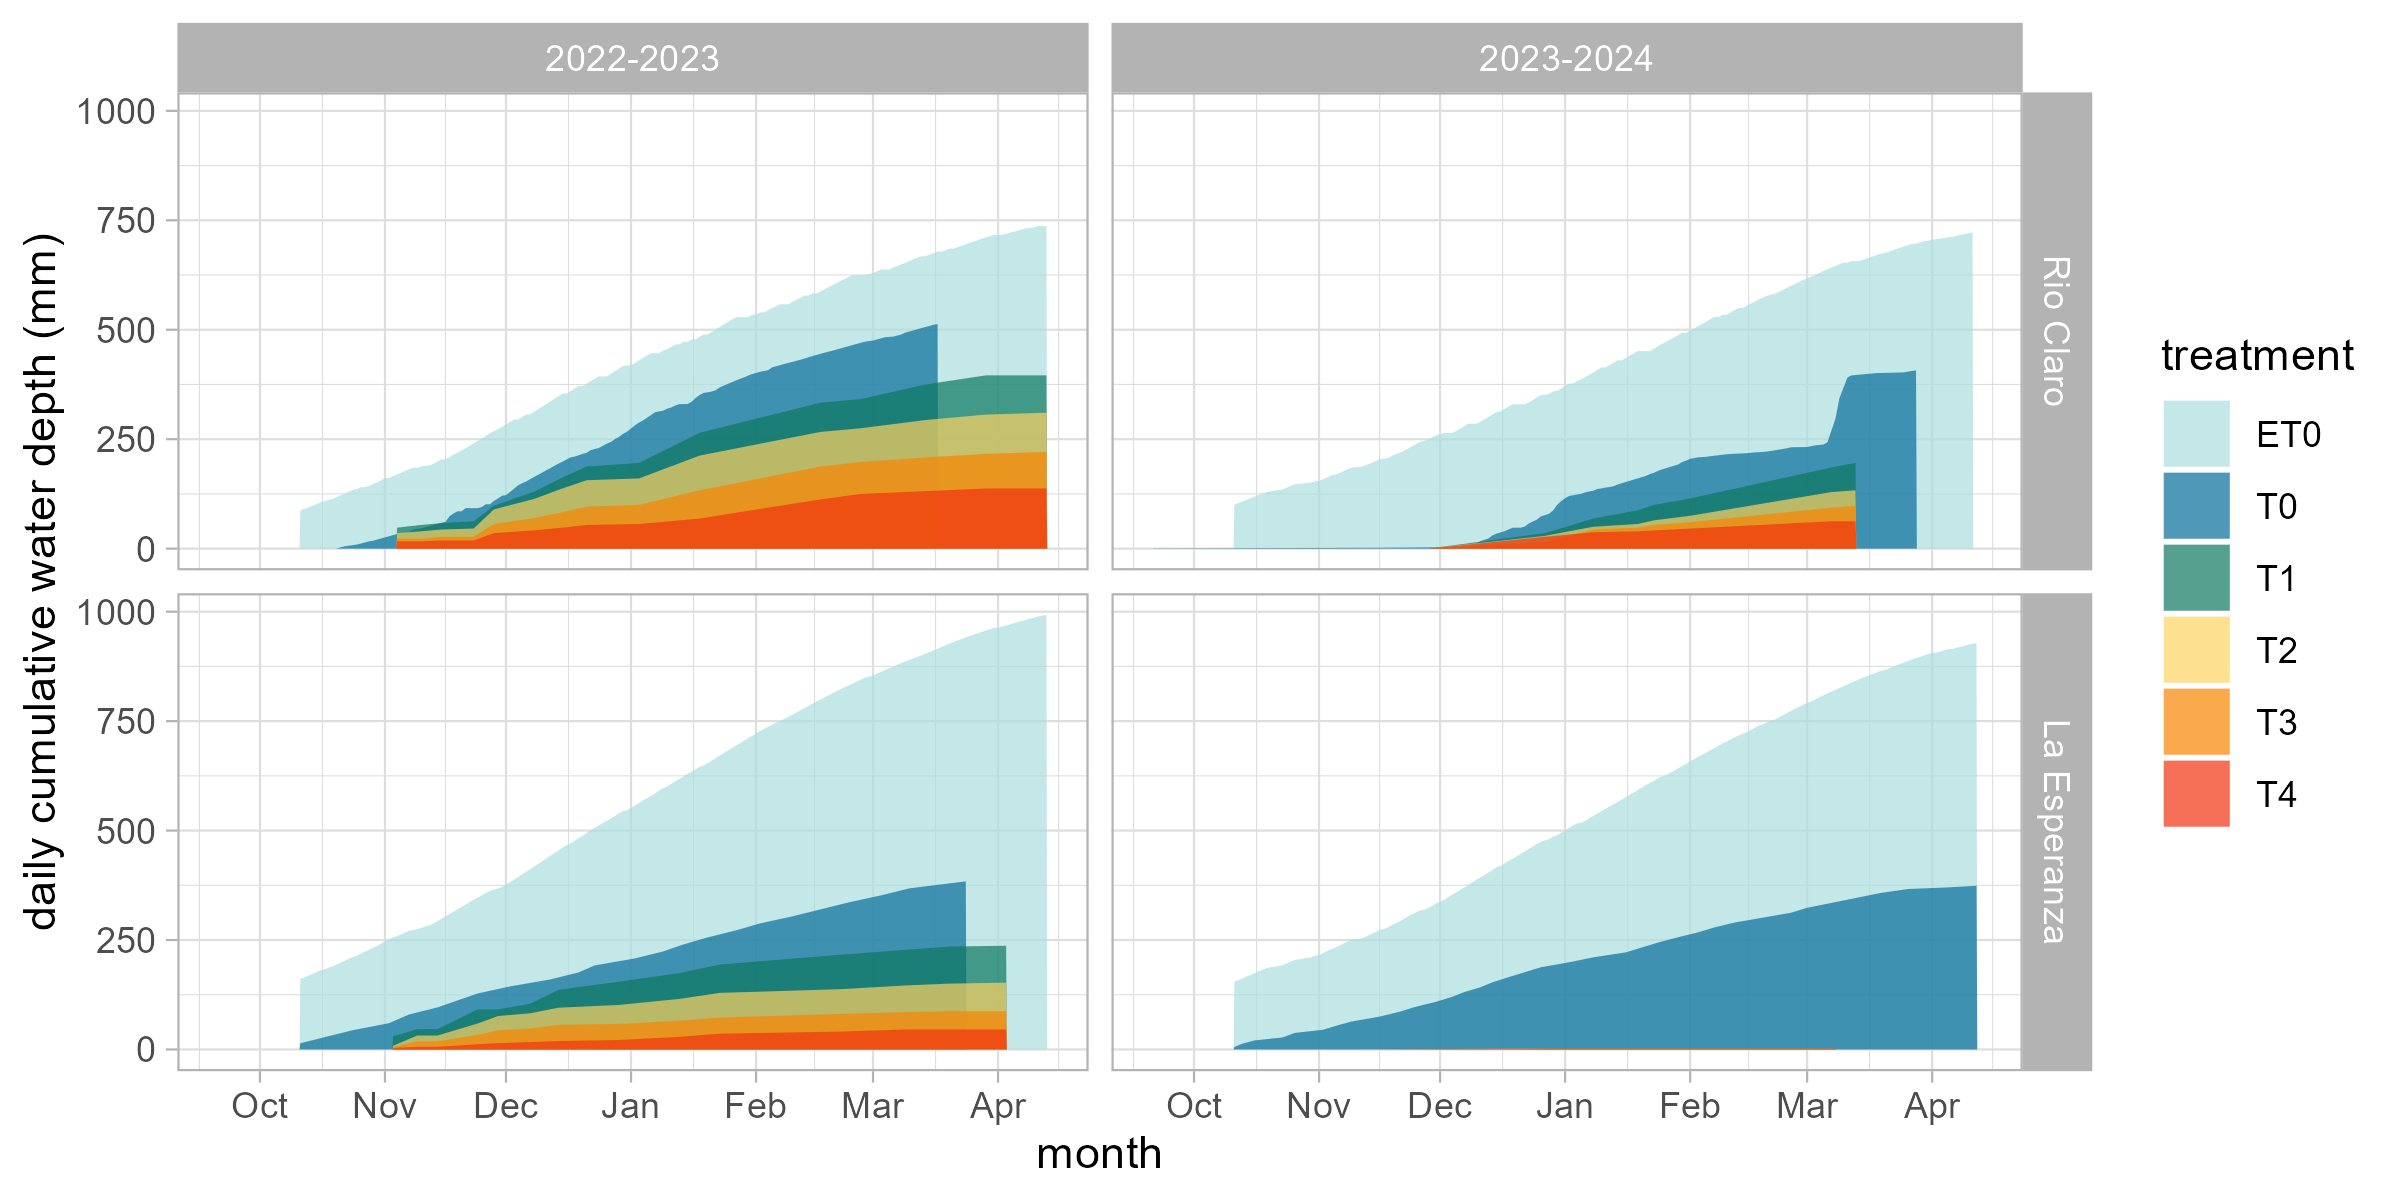 2022-2023
2023-2024
1000
750
500
250
0
Rio Claro
1000
750
500
250
0
La Esperanza
Oct Nov Dec Jan Feb Mar Apr
Oct Nov Dec Jan Feb Mar Apr
month
daily cumulative water depth (mm)
treatment
ET0
T0
T1
T2
T3
T4